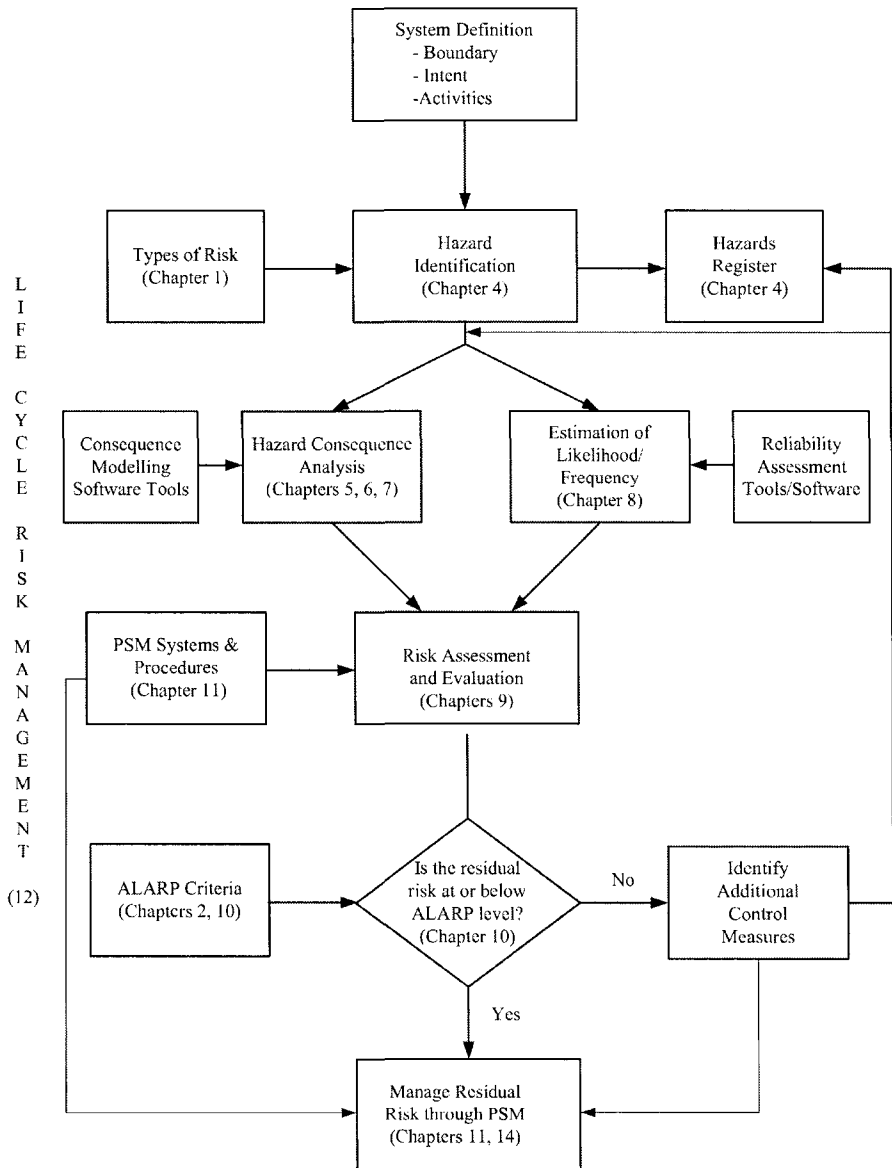 System Definition
- Boundary
- Intent
-Activities
Types of Risk
(Chapter 1)
Hazard
Identification
(Chapter 4)
Hazards
Register
(Chapter 4)
Consequence
Modelling
Software Tools
Hazard Consequence
Analysis
(Chapters 5, 6, 7)
Estimation of
Likelihood/
Frequency
(Chapter 8)
Reliability
Assessment
Tools/Software
PSM Systems &
Procedures
(Chapter 11)
Risk Assessment
and Evaluation
(Chapters 9)
ALARP Criteria
(Chapters 2, 10)
Is the residual
risk at or below
ALARP level?
(Chapter 10)
No
Identify
Additional
Control
Measures
Yes
Manage Residual
Risk through PSM
(Chapters 11, 14)
LIFE CYCLE RISK MANAGEMENT
(12)